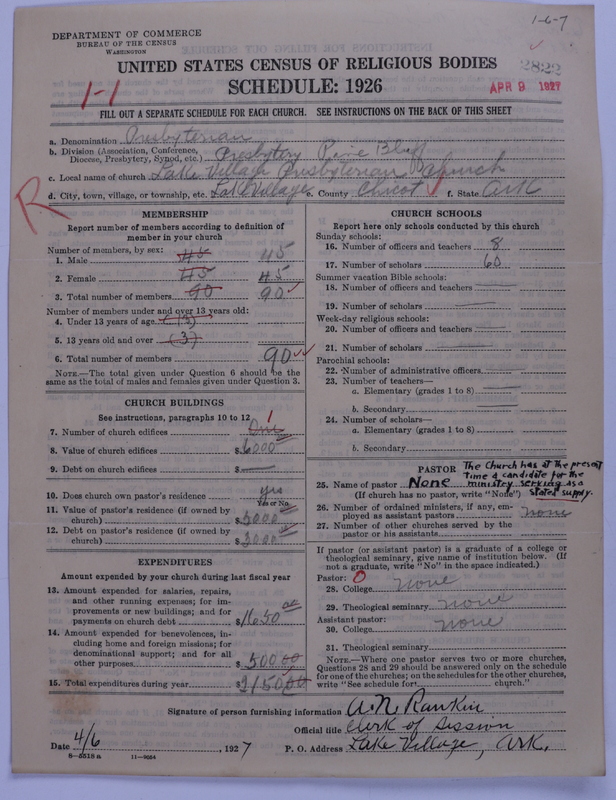 1-6-7
DEPARTMENT OF COMMERCE
BUREAU OF THE CENSUS
WASHINGTON
2822
UNITED STATES CENSUS OF RELIGIOUS BODIES
APR 9 1927
1-1
SCHEDULE: 1926
FILL OUT A SEPARATE SCHEDULE FOR EACH CHURCH. SEE INSTRUCTIONS ON THE BACK OF THIS SHEET
a. Denomination Presbyterian
b. Division (Association, Conference, Diocese, Presbytery, Synod, etc.) Presbytery Pine Bluff
c. Local name of church Lake Village Presbyterian Church
d. City, town, village, or township, etc. Lake Village e. County Chicot f. State Ark
R
MEMBERSHIP
Report number of members according to definition of
member in your church
Number of members, by sex:
1. Male 45 45
2. Female 45 45
3. Total number of members 90 90
Number of members under and over 13 years old:
4. Under 13 years of age (3)
5. 13 years old and over (3)
6. Total number of members 90
NOTE.—The total given under Question 6 should be the
same as the total of males and females given under Question 3.
CHURCH BUILDINGS
See instructions, paragraphs 10 to 12
7. Number of church edifices One 1
8. Value of church edifices $6000
9. Debt on church edifices $
10. Does church own pastor's residence yes
Yes or No
11. Value of pastor's residence (if owned by
church) $5000
12. Debt on pastor's residence (if owned by
church) $3000
EXPENDITURES
Amount expended by your church during last fiscal year
13. Amount expended for salaries, repairs,
and other running expenses; for im-
provements or new buildings; and for
payments on church debt $1650 00
14. Amount expended for benevolences, in-
cluding home and foreign missions; for
denominational support; and for all
other purposes $500 00
15. Total expenditures during year $2150 00
CHURCH SCHOOLS
Report here only schools conducted by this church
Sunday schools:
16. Number of officers and teachers 8
17. Number of scholars 60
Summer vacation Bible schools:
18. Number of officers and teachers
19. Number of scholars
Week-day religious schools:
20. Number of officers and teachers
21. Number of scholars
Parochial schools:
22. Number of administrative officers
23. Number of teachers—
a. Elementary (grades 1 to 8)
b. Secondary
24. Number of scholars—
a. Elementary (grades 1 to 8)
b. Secondary
PASTOR
The Church has at the present
time a candidate for the
ministry serving as a
State supply.
25. Name of pastor None
(If church has no pastor, write "None")
26. Number of ordained ministers, if any, em-
ployed as assistant pastors none
27. Number of other churches served by the
pastor or his assistants
If pastor (or assistant pastor) is a graduate of a college or
theological seminary, give name of institution below. (If
not a graduate, write "No" in the space indicated.)
Pastor: 0
28. College none
29. Theological seminary none
Assistant pastor:
30. College none
31. Theological seminary
NOTE.—Where one pastor serves two or more churches,
Questions 28 and 29 should be answered only on the schedule
for one of the churches; on the schedules for the other churches,
write "See schedule for church."
Signature of person furnishing information A. N. Rankin
Official title Clerk of Session
Date 4/6, 1927 P. O. Address Lake Village, Ark.
8-5518 a 11-9034